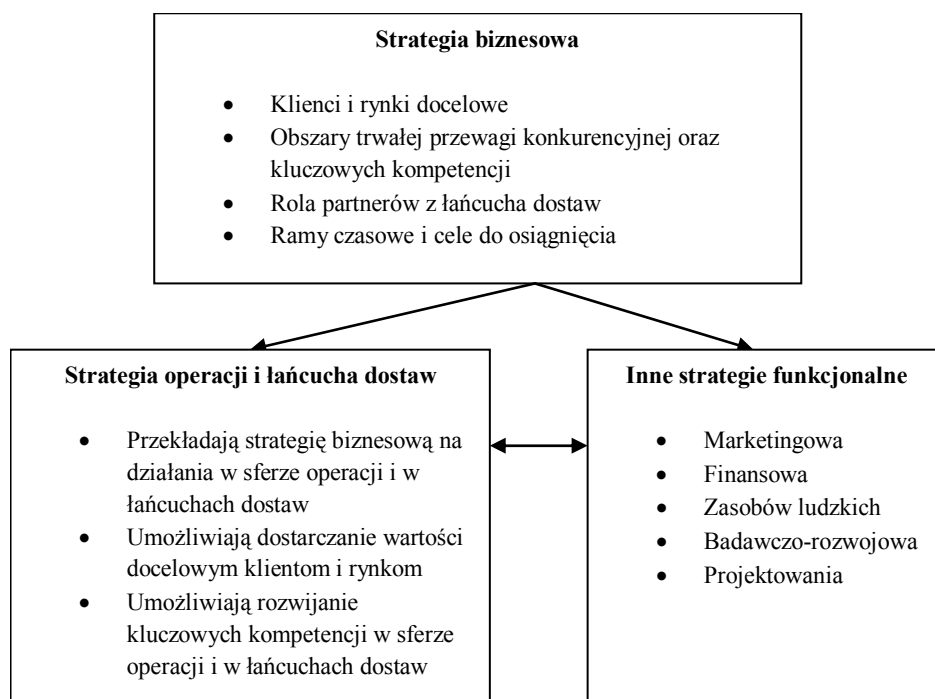 Strategia biznesowa
• Klienci i rynki docelowe
• Obszary trwałej przewagi konkurencyjnej oraz
kluczowych kompetencji
• Rola partnerów z łańcucha dostaw
• Ramy czasowe i cele do osiągnięcia
Strategia operacji i łańcucha dostaw
• Przekładają strategię biznesową na
działania w sferze operacji i w
łańcuchach dostaw
• Umożliwiają dostarczanie wartości
docelowym klientom i rynkom
• Umożliwiają rozwijanie
kluczowych kompetencji w sferze
operacji i w łańcuchach dostaw
Inne strategie funkcjonalne
• Marketingowa
• Finansowa
• Zasobów ludzkich
• Badawczo-rozwojowa
• Projektowania